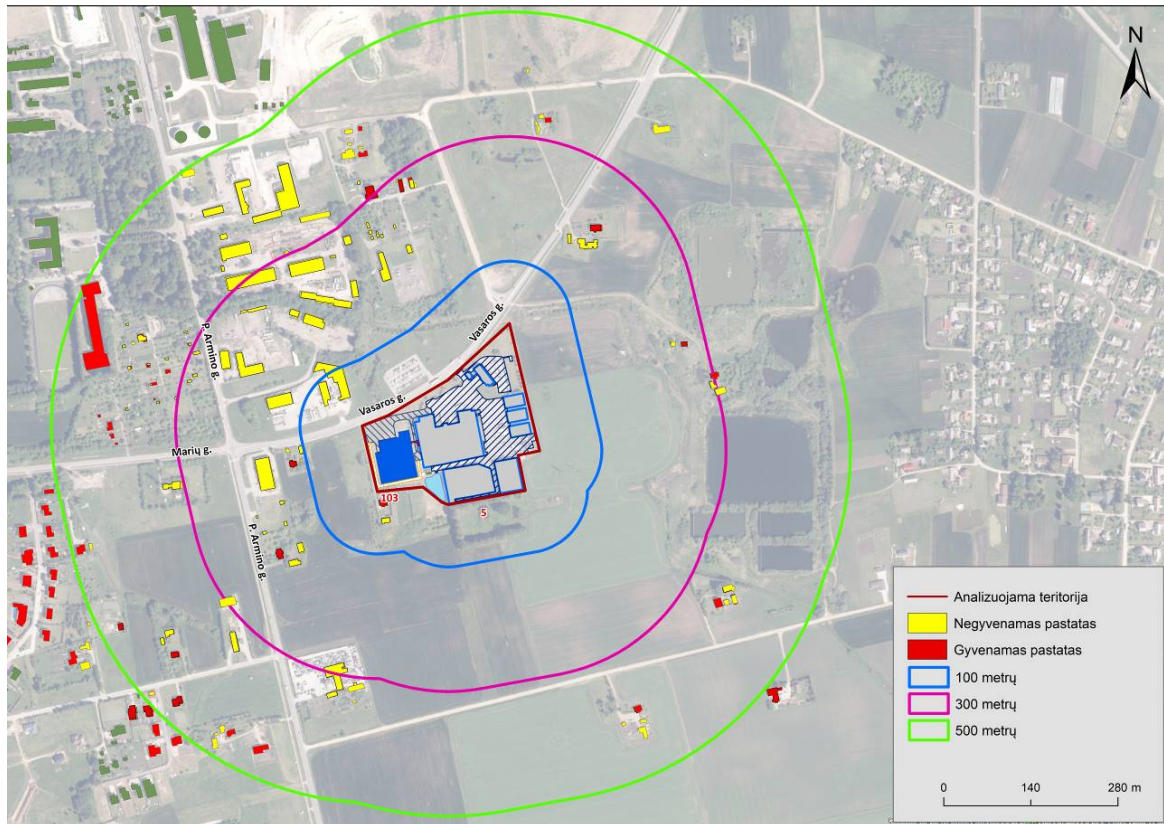 N
Vasaros g.
P. Armino g.
Vasaros g.
Marių g.
103
5
P. Armino g.
Analizuojama teritorija
Negyvenamas pastatas
Gyvenamas pastatas
100 metrų
300 metrų
500 metrų
0 140 280 m